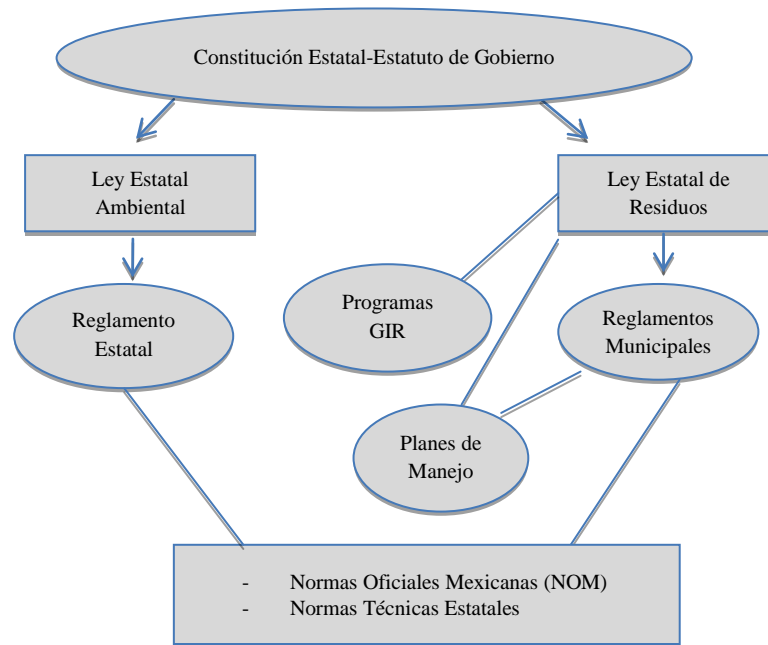 Constitución Estatal-Estatuto de Gobierno
Ley Estatal
Ambiental
Ley Estatal de
Residuos
Reglamento
Estatal
Programas
GIR
Reglamentos
Municipales
Planes de
Manejo
- Normas Oficiales Mexicanas (NOM)
- Normas Técnicas Estatales